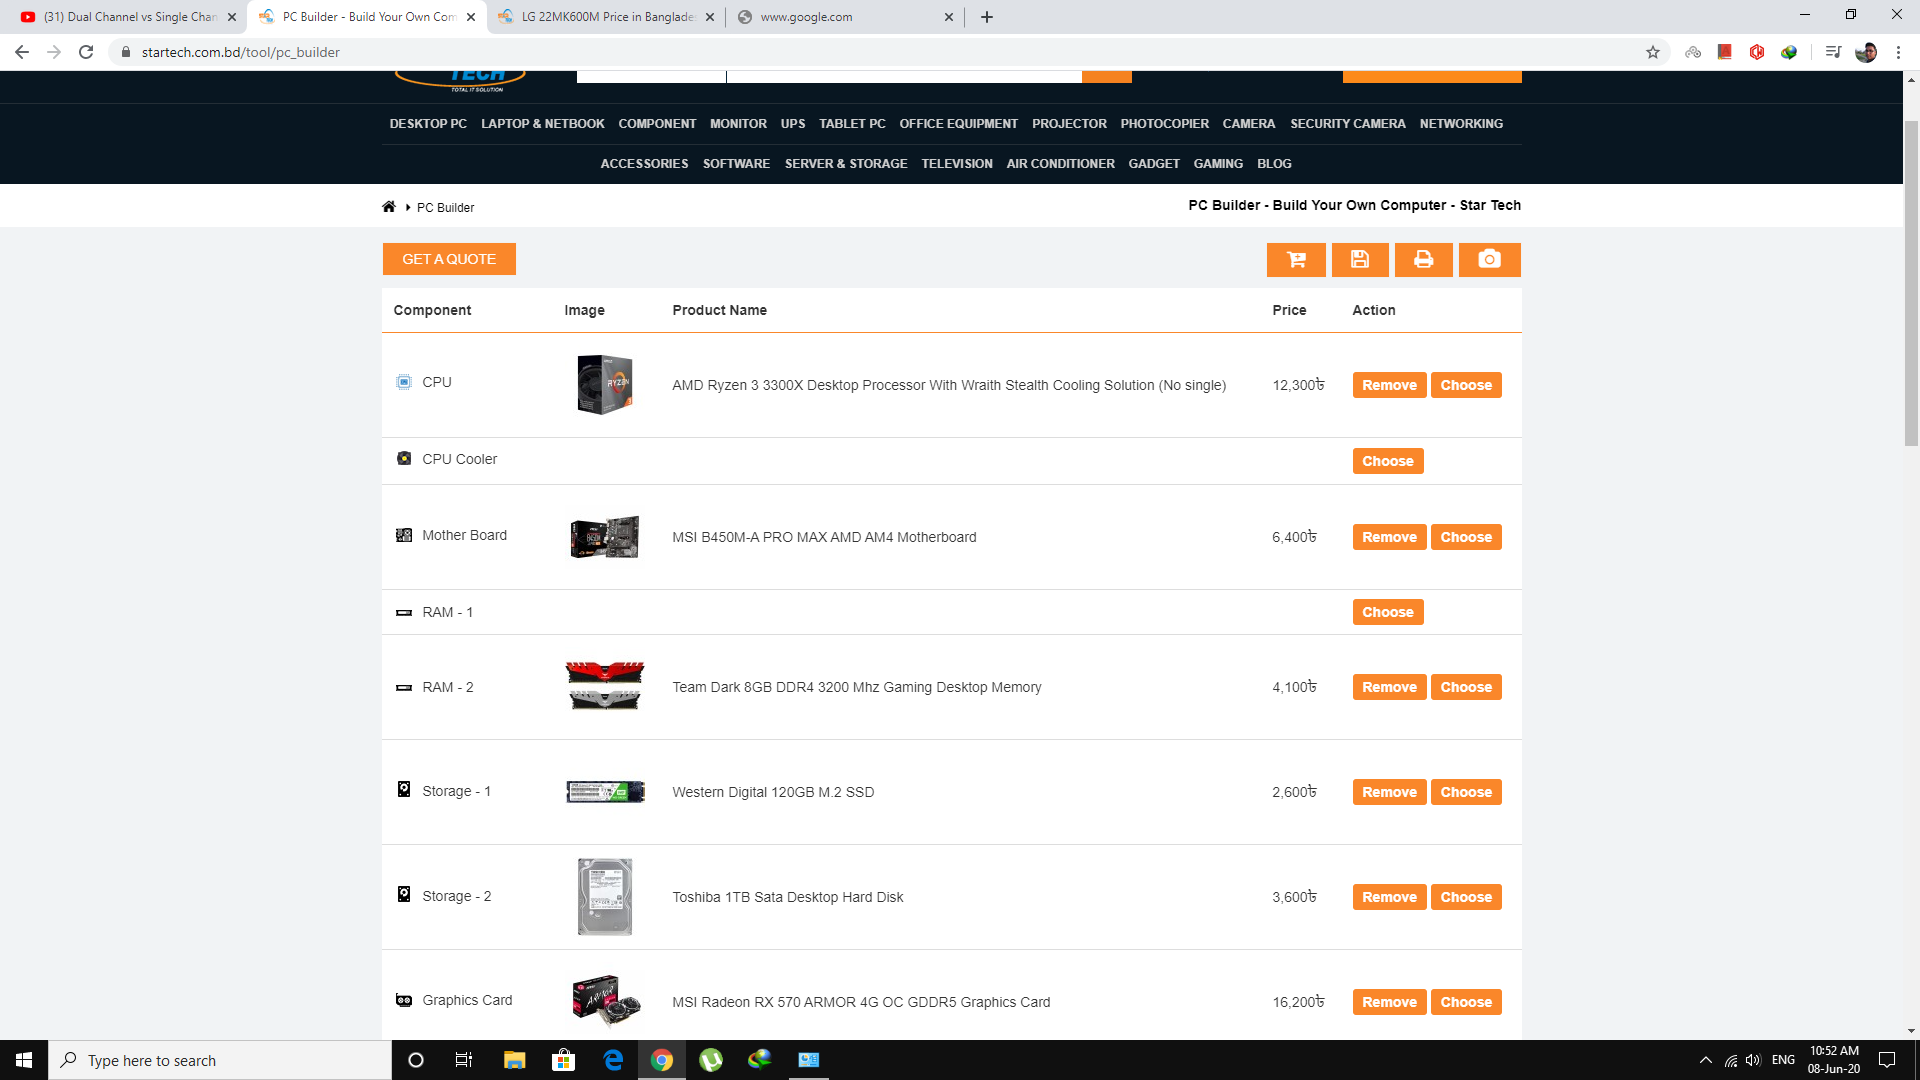 (31) Dual Channel vs Single Chan
PC Builder - Build Your Own Com
LG 22MK600M Price in Banglade
www.google.com
startech.com.bd/tool/pc_builder
TECH
TOTAL IT SOLUTION
DESKTOP PC LAPTOP & NETBOOK COMPONENT MONITOR UPS TABLET PC OFFICE EQUIPMENT PROJECTOR PHOTOCOPIER CAMERA SECURITY CAMERA NETWORKING
ACCESSORIES SOFTWARE SERVER & STORAGE TELEVISION AIR CONDITIONER GADGET GAMING BLOG
PC Builder
PC Builder - Build Your Own Computer - Star Tech
GET A QUOTE
Component Image Product Name Price Action
CPU RYZEN AMD Ryzen 3 3300X Desktop Processor With Wraith Stealth Cooling Solution (No single) 12,300৳ Remove Choose
CPU Cooler Choose
Mother Board MSI B450M-A PRO MAX AMD AM4 Motherboard 6,400৳ Remove Choose
RAM - 1 Choose
RAM - 2 Team Dark 8GB DDR4 3200 Mhz Gaming Desktop Memory 4,100৳ Remove Choose
Storage - 1 Western Digital 120GB M.2 SSD 2,600৳ Remove Choose
Storage - 2 Toshiba 1TB Sata Desktop Hard Disk 3,600৳ Remove Choose
Graphics Card ARMOR MSI Radeon RX 570 ARMOR 4G OC GDDR5 Graphics Card 16,200৳ Remove Choose
Type here to search
ENG
10:52 AM
08-Jun-20